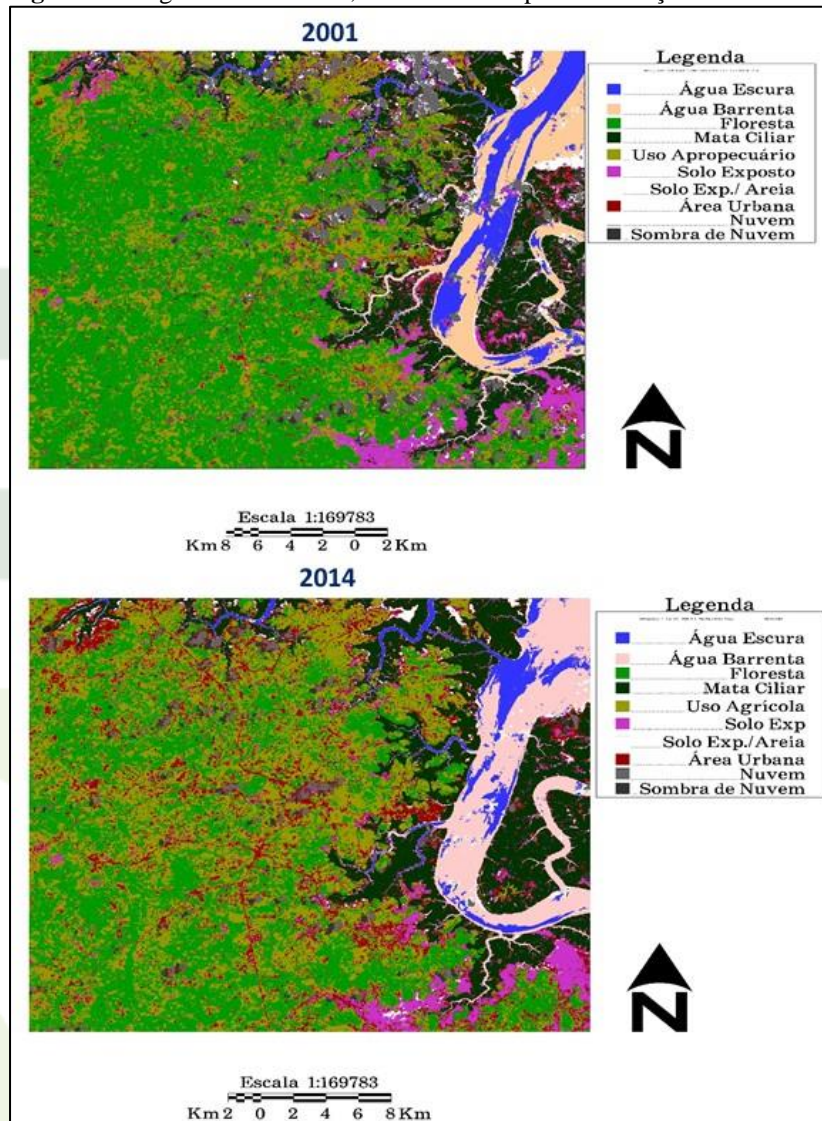 2001
Legenda
Água Escura
Água Barrenta
Floresta
Mata Ciliar
Uso Apropecuário
Solo Exposto
Solo Exp./ Areia
Área Urbana
Nuvem
Sombra de Nuvem
N
Escala 1:169783
Km 8 6 4 2 0 2 Km
2014
Legenda
Água Escura
Água Barrenta
Floresta
Mata Ciliar
Uso Agrícola
Solo Exp
Solo Exp./Areia
Área Urbana
Nuvem
Sombra de Nuvem
N
Escala 1:169783
Km 2 0 2 4 6 8 Km